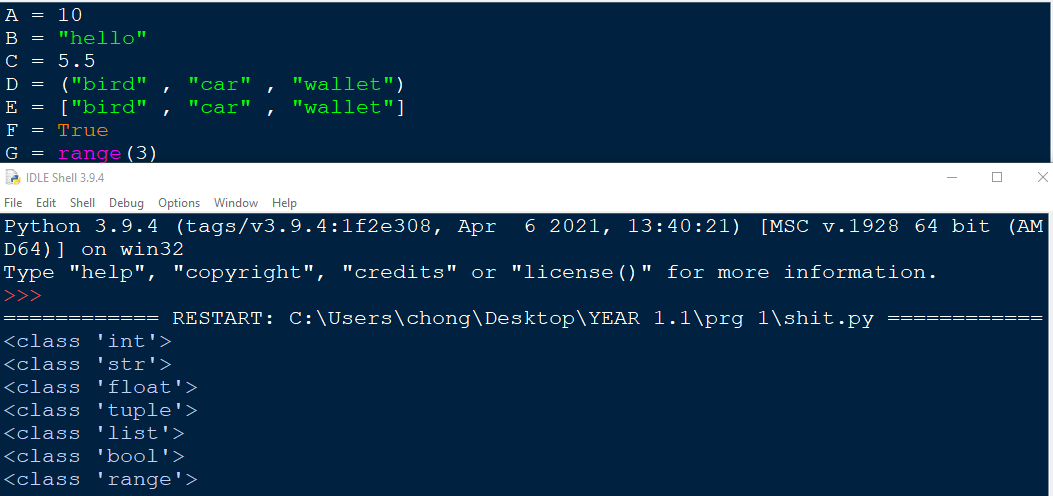 A = 10
B = "hello"
C = 5.5
D = ("bird" , "car" , "wallet")
E = ["bird" , "car" , "wallet"]
F = True
G = range(3)
IDLE Shell 3.9.4
File Edit Shell Debug Options Window Help
Python 3.9.4 (tags/v3.9.4:1f2e308, Apr  6 2021, 13:40:21) [MSC v.1928 64 bit (AM
D64)] on win32
Type "help", "copyright", "credits" or "license()" for more information.
>>>
============ RESTART: C:\Users\chong\Desktop\YEAR 1.1\prg 1\shit.py ============
<class 'int'>
<class 'str'>
<class 'float'>
<class 'tuple'>
<class 'list'>
<class 'bool'>
<class 'range'>